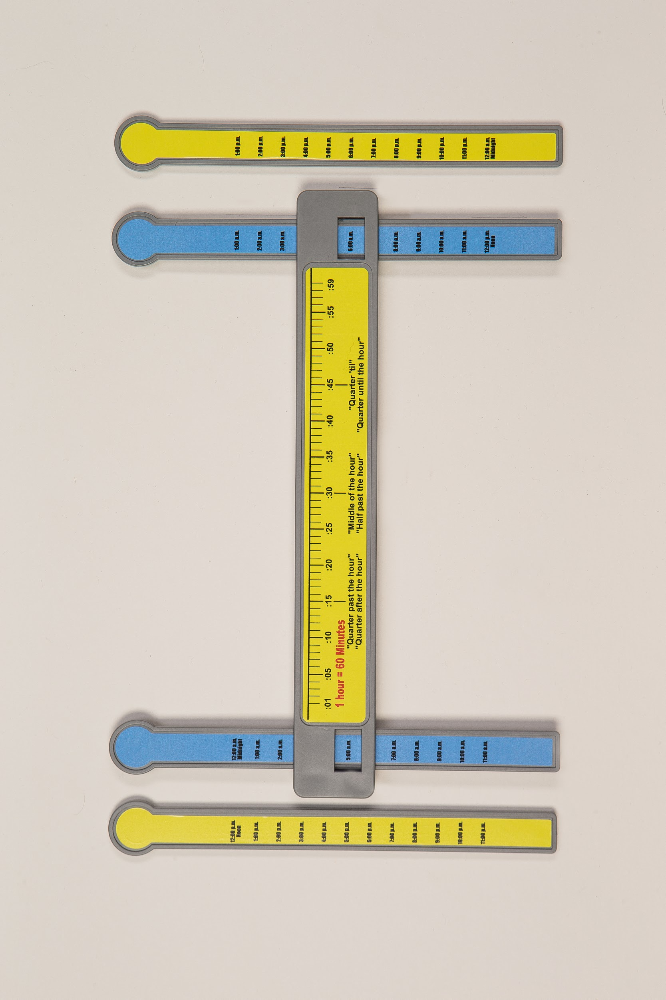 1:00 p.m.
2:00 p.m.
3:00 p.m.
4:00 p.m.
5:00 p.m.
6:00 p.m.
7:00 p.m.
8:00 p.m.
9:00 p.m.
10:00 p.m.
11:00 p.m.
12:00 a.m.
Midnight
1:00 a.m.
2:00 a.m.
3:00 a.m.
6:00 a.m.
8:00 a.m.
9:00 a.m.
10:00 a.m.
11:00 a.m.
12:00 p.m.
Noon
:01 :05 :10 :15 :20 :25 :30 :35 :40 :45 :50 :55 :59
1 hour = 60 Minutes
"Quarter past the hour" "Middle of the hour" "Quarter 'til"
"Quarter after the hour" "Half past the hour" "Quarter until the hour"
12:00 a.m.
Midnight
1:00 a.m.
2:00 a.m.
5:00 a.m.
7:00 a.m.
8:00 a.m.
9:00 a.m.
10:00 a.m.
11:00 a.m.
12:00 p.m.
Noon
1:00 p.m.
2:00 p.m.
3:00 p.m.
4:00 p.m.
5:00 p.m.
6:00 p.m.
7:00 p.m.
8:00 p.m.
9:00 p.m.
10:00 p.m.
11:00 p.m.